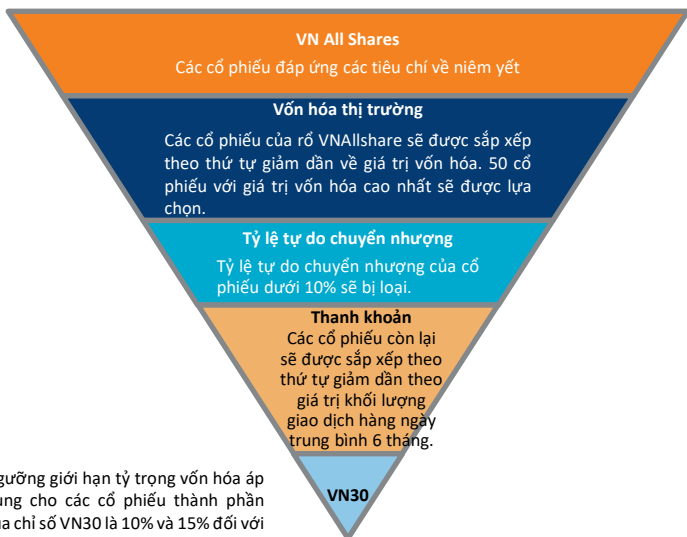 VN All Shares
Các cổ phiếu đáp ứng các tiêu chí về niêm yết
Vốn hóa thị trường
Các cổ phiếu của rổ VNAllshare sẽ được sắp xếp
theo thứ tự giảm dần về giá trị vốn hóa. 50 cổ
phiếu với giá trị vốn hóa cao nhất sẽ được lựa
chọn.
Tỷ lệ tự do chuyển nhượng
Tỷ lệ tự do chuyển nhượng của cổ
phiếu dưới 10% sẽ bị loại.
Thanh khoản
Các cổ phiếu còn lại
sẽ được sắp xếp theo
thứ tự giảm dần theo
giá trị khối lượng
giao dịch hàng ngày
trung bình 6 tháng.
giới hạn tỷ trọng vốn hóa áp
cho các cổ phiếu thành phần
chỉ số VN30 là 10% và 15% đối với
VN30